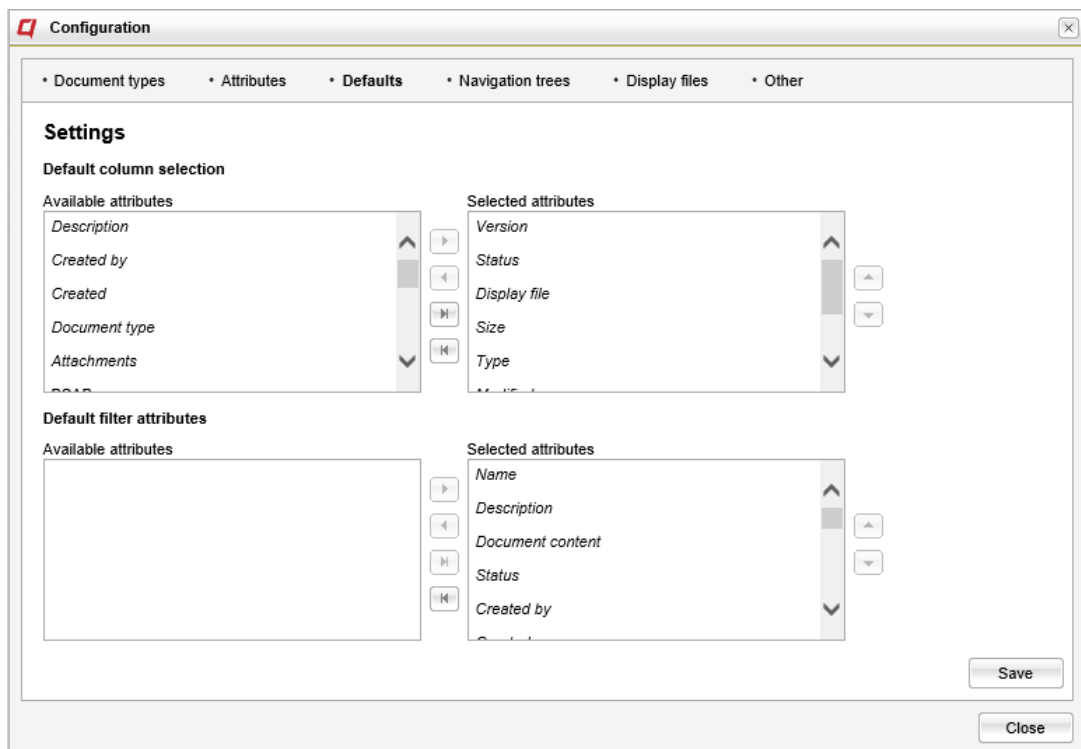 Configuration
• Document types • Attributes • Defaults • Navigation trees • Display files • Other
Settings
Default column selection
Available attributes
Selected attributes
Description
Created by
Created
Document type
Attachments
Version
Status
Display file
Size
Type
Default filter attributes
Available attributes
Selected attributes
Name
Description
Document content
Status
Created by
Save
Close